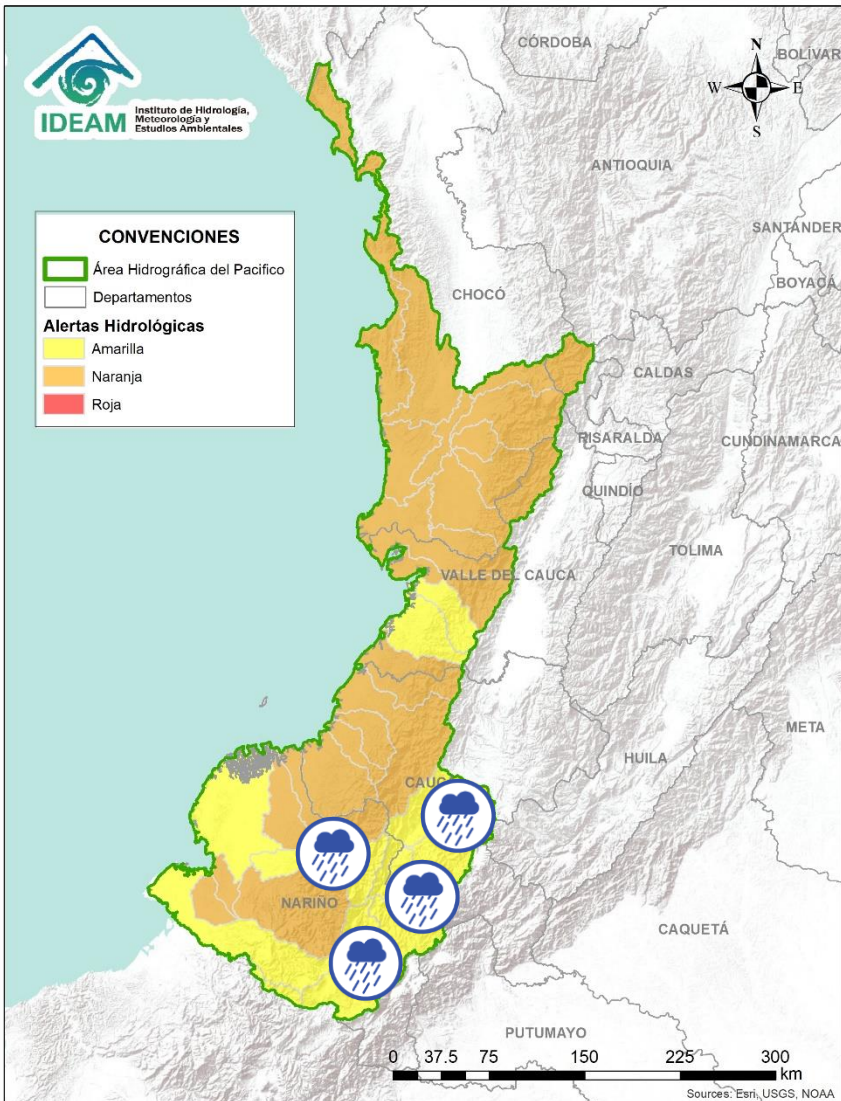 IDEAM
Instituto de Hidrología,
Meteorología y
Estudios Ambientales
CÓRDOBA
BOLÍVAR
N
W
E
S
ANTIOQUIA
SANTANDER
BOYACÁ
CONVENCIONES
Área Hidrográfica del Pacifico
Departamentos
Alertas Hidrológicas
Amarilla
Naranja
Roja
CHOCÓ
CALDAS
RISARALDA
CUNDINAMARCA
QUINDÍO
TOLIMA
VALLE DEL CAUCA
META
HUILA
CAUC
NARIÑO
CAQUETÁ
PUTUMAYO
0 37.5 75 150 225 300
km
Sources: Esri, USGS, NOAA